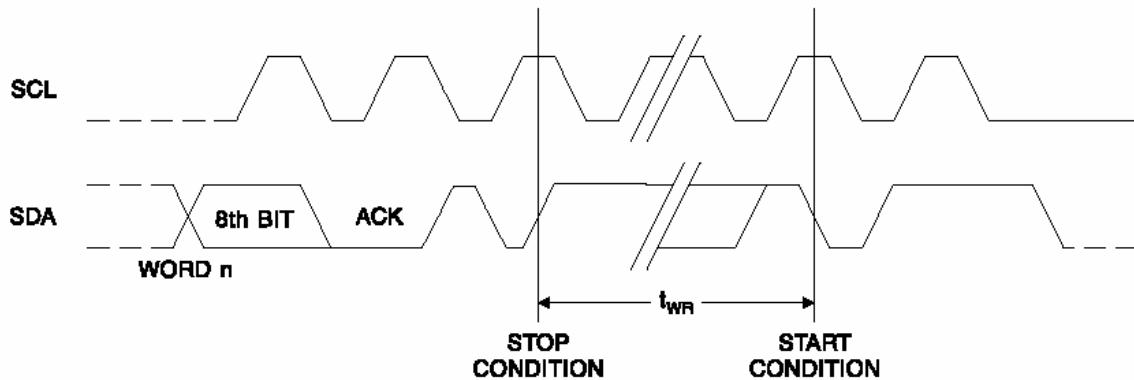 SCL
SDA
8th BIT
ACK
WORD n
tWR
STOP
CONDITION
START
CONDITION